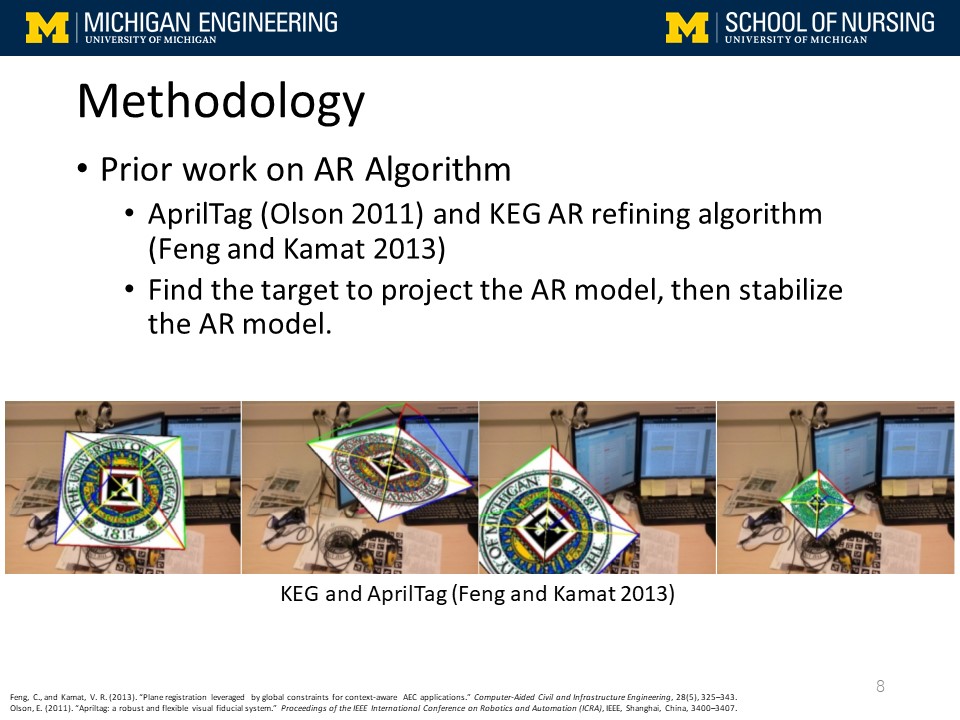 M MICHIGAN ENGINEERING
UNIVERSITY OF MICHIGAN
M SCHOOL OF NURSING
UNIVERSITY OF MICHIGAN
Methodology
• Prior work on AR Algorithm
• AprilTag (Olson 2011) and KEG AR refining algorithm
(Feng and Kamat 2013)
• Find the target to project the AR model, then stabilize
the AR model.
THE UNIVERSITY OF MICHIGAN
1817
KEG and AprilTag (Feng and Kamat 2013)
8
Feng, C., and Kamat, V. R. (2013). “Plane registration leveraged by global constraints for context-aware AEC applications.” Computer-Aided Civil and Infrastructure Engineering, 28(5), 325–343.
Olson, E. (2011). “Apriltag: a robust and flexible visual fiducial system.” Proceedings of the IEEE International Conference on Robotics and Automation (ICRA), IEEE, Shanghai, China, 3400–3407.